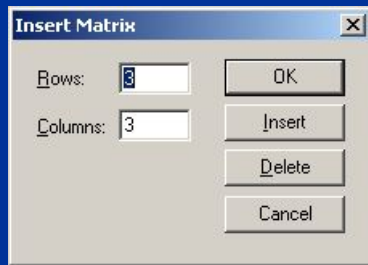 Insert Matrix
Rows: 3
Columns: 3
OK
Insert
Delete
Cancel